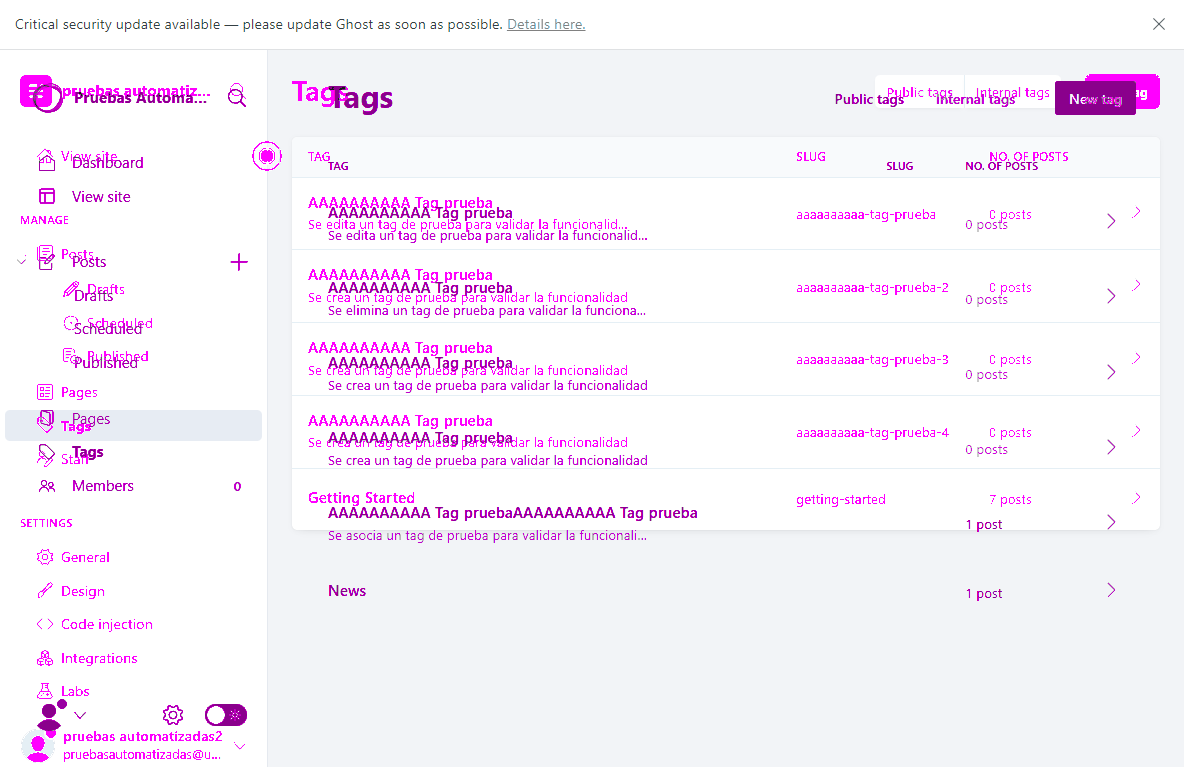 Critical security update available — please update Ghost as soon as possible. Details here.
pruebas automatiz...
Pruebas Automa...
View site
Dashboard
View site
MANAGE
Posts
Posts
Drafts
Drafts
Scheduled
Scheduled
Published
Published
Pages
Pages
Tags
Tags
Staff
Members 0
SETTINGS
General
Design
Code injection
Integrations
Labs
pruebas automatizadas2
pruebasautomatizadas@u...
Tags
Tags
Public tags Internal tags
Public tags Internal tags New tag
TAG SLUG NO. OF POSTS
TAG SLUG NO. OF POSTS
AAAAAAAAAA Tag prueba
Se edita un tag de prueba para validar la funcionalid...
aaaaaaaaaa-tag-prueba 0 posts
AAAAAAAAAA Tag prueba
Se edita un tag de prueba para validar la funcionalid...
0 posts
AAAAAAAAAA Tag prueba
Se crea un tag de prueba para validar la funcionalidad
aaaaaaaaaa-tag-prueba-2 0 posts
AAAAAAAAAA Tag prueba
Se elimina un tag de prueba para validar la funciona...
0 posts
AAAAAAAAAA Tag prueba
Se crea un tag de prueba para validar la funcionalidad
aaaaaaaaaa-tag-prueba-3 0 posts
AAAAAAAAAA Tag prueba
Se crea un tag de prueba para validar la funcionalidad
0 posts
AAAAAAAAAA Tag prueba
Se crea un tag de prueba para validar la funcionalidad
aaaaaaaaaa-tag-prueba-4 0 posts
AAAAAAAAAA Tag prueba
Se crea un tag de prueba para validar la funcionalidad
0 posts
Getting Started getting-started 7 posts
AAAAAAAAAA Tag pruebaAAAAAAAAAA Tag prueba
Se asocia un tag de prueba para validar la funcionali...
1 post
News 1 post